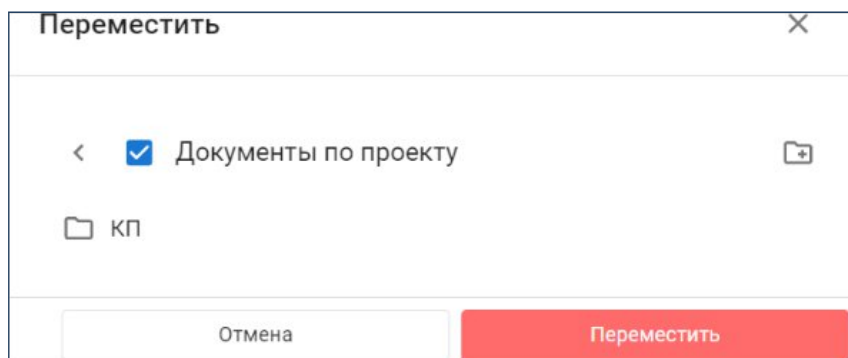 Переместить
Документы по проекту
КП
Отмена
Переместить